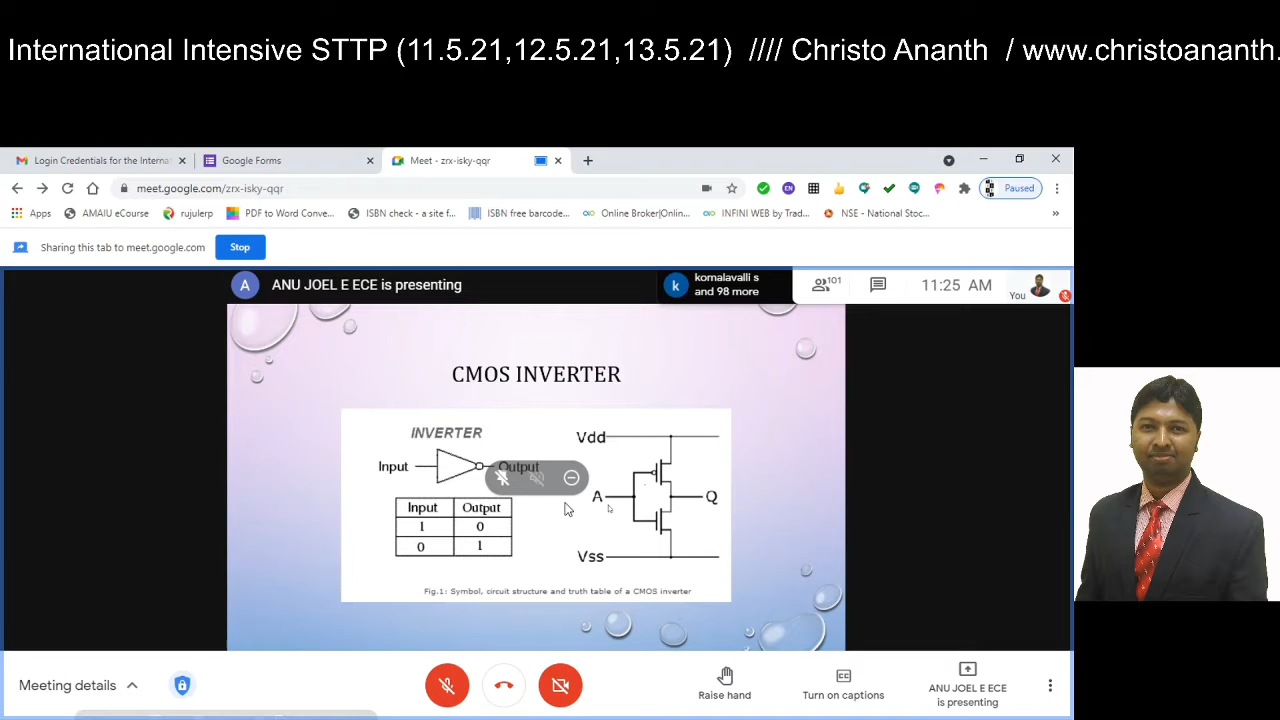 International Intensive STTP (11.5.21,12.5.21,13.5.21) //// Christo Ananth / www.christoananth.
Login Credentials for the Interna
Google Forms
Meet - zrx-isky-qqr
meet.google.com/zrx-isky-qqr
EN
Paused
Apps
AMAIU eCourse
rujulerp
PDF to Word Conve...
ISBN check - a site f...
ISBN free barcode...
Online Broker|Onlin...
INFINI WEB by Trad...
NSE - National Stoc...
Sharing this tab to meet.google.com
Stop
A
ANU JOEL E ECE is presenting
k
komalavalli s
and 98 more
101
11:25 AM
You
CMOS INVERTER
INVERTER
Input
Output
Input Output
1 0
0 1
Vdd
A
Q
Vss
Fig.1: Symbol, circuit structure and truth table of a CMOS inverter
Meeting details
Raise hand
CC
Turn on captions
ANU JOEL E ECE
is presenting